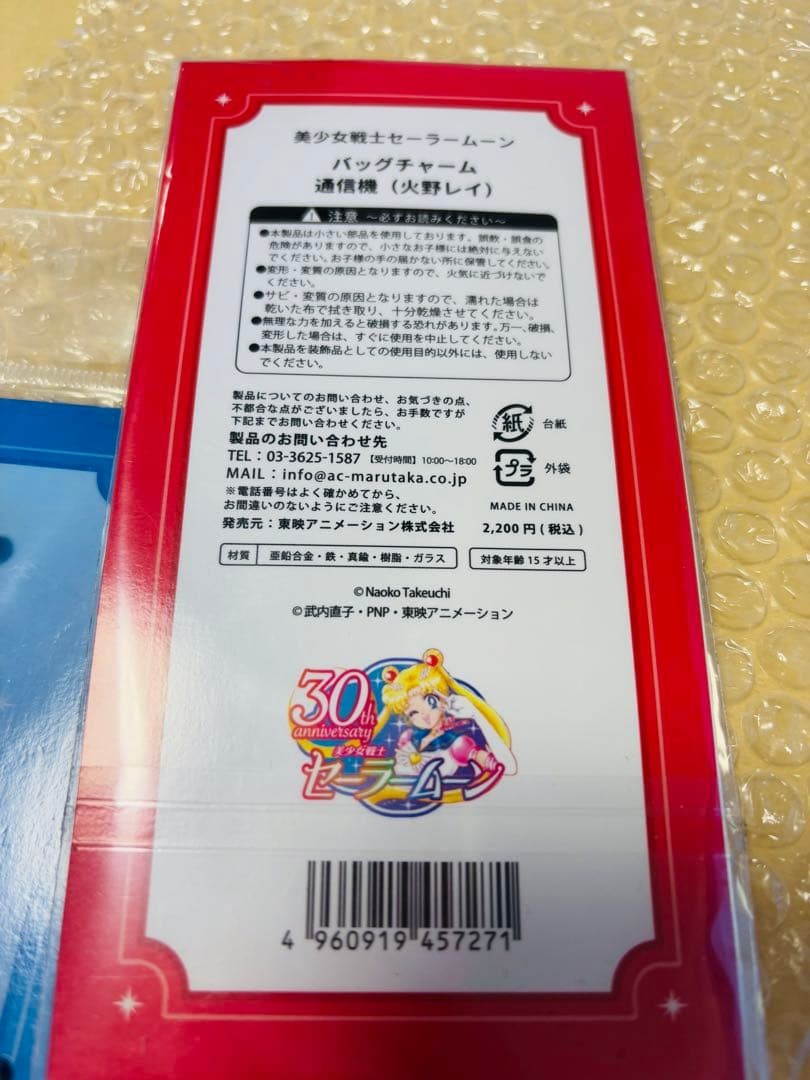 美少女戦士セーラームーン
バッグチャーム
通信機（火野レイ）
注意 ～必ずお読みください～
●本製品は小さい部品を使用しております。誤飲・誤食の
危険がありますので、小さなお子様には絶対に与えない
でください。お子様の手の届かない所に保管してください。
●変形・変質の原因となりますので、火気に近づけないで
ください。
●サビ・変質の原因となりますので、濡れた場合は
乾いた布で拭き取り、十分乾燥させてください。
●無理な力を加えると破損する恐れがあります。万一、破損、
変形した場合は、すぐに使用を中止してください。
●本製品を装飾品としての使用目的以外には、使用しない
でください。
製品についてのお問い合わせ、お気づきの点、
不都合な点がございましたら、お手数ですが
下記までお問い合わせください。
製品のお問い合わせ先
TEL：03-3625-1587 【受付時間】10:00～18:00
MAIL：info@ac-marutaka.co.jp
※電話番号はよく確かめてから、
お間違いのないようにご注意ください。
発売元：東映アニメーション株式会社
紙 台紙
プラ 外袋
MADE IN CHINA
2,200円(税込)
材質 亜鉛合金・鉄・真鍮・樹脂・ガラス
対象年齢15才以上
©Naoko Takeuchi
©武内直子・PNP・東映アニメーション
30th
anniversary
美少女戦士
セーラームーン
4 960919 457271